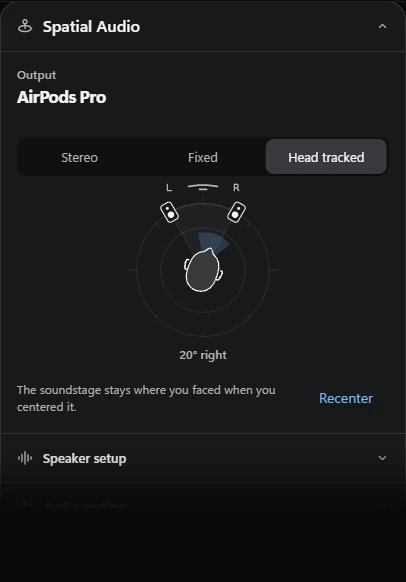 Spatial Audio
Output
AirPods Pro
Stereo Fixed Head tracked
L R
20° right
The soundstage stays where you faced when you
centered it.
Recenter
Speaker setup